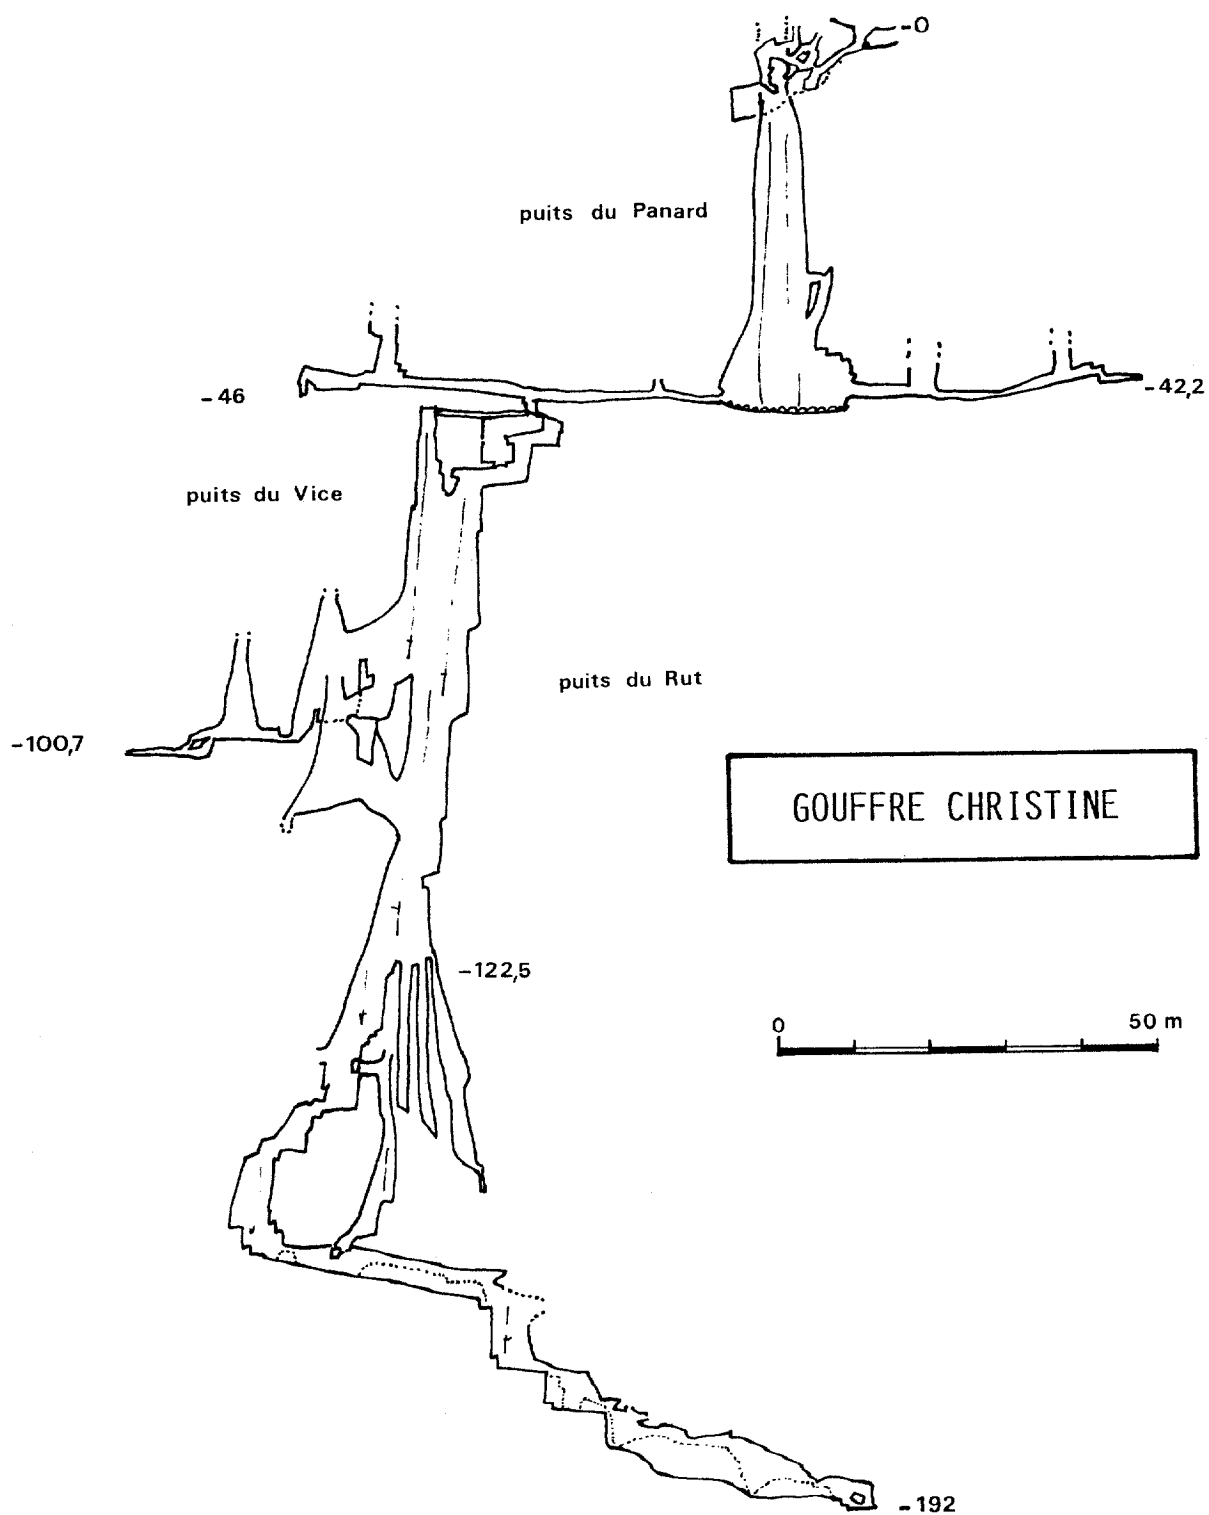 -0
puits du Panard
-46
-42,2
puits du Vice
puits du Rut
-100,7
GOUFFRE CHRISTINE
-122,5
0
50 m
-192